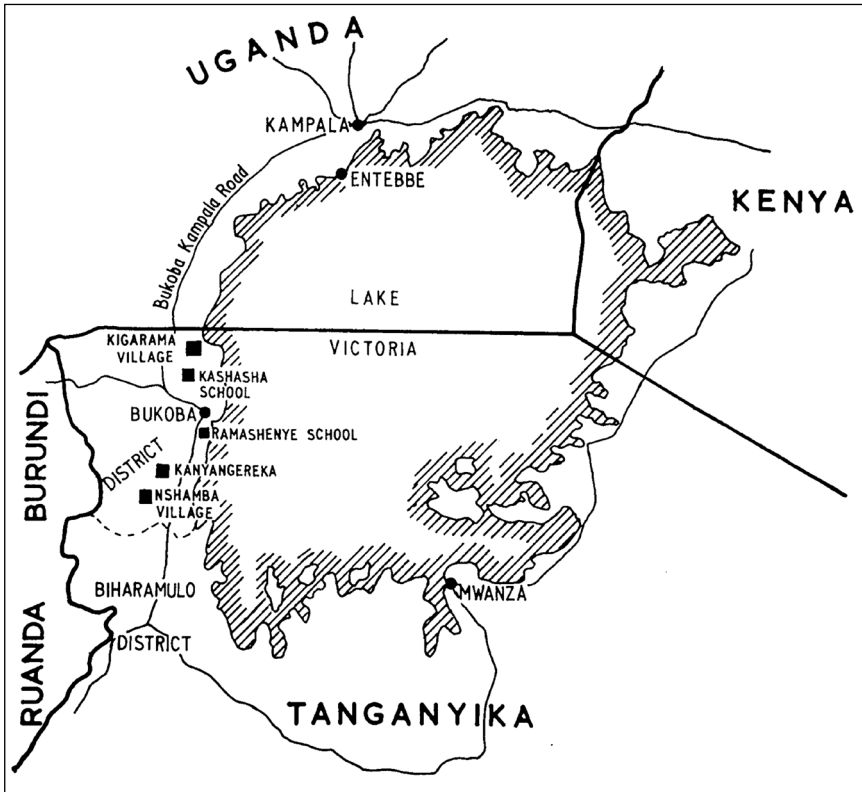 UGANDA
KAMPALA
ENTEBBE
Bukoba Kampala Road
KENYA
LAKE
VICTORIA
KIGARAMA
VILLAGE
KASHASHA
SCHOOL
BUKOBA
RAMASHENYE SCHOOL
DISTRICT
KANYANGEREKA
NSHAMBA
VILLAGE
BURUNDI
BIHARAMULO
DISTRICT
MWANZA
RUANDA
TANGANYIKA